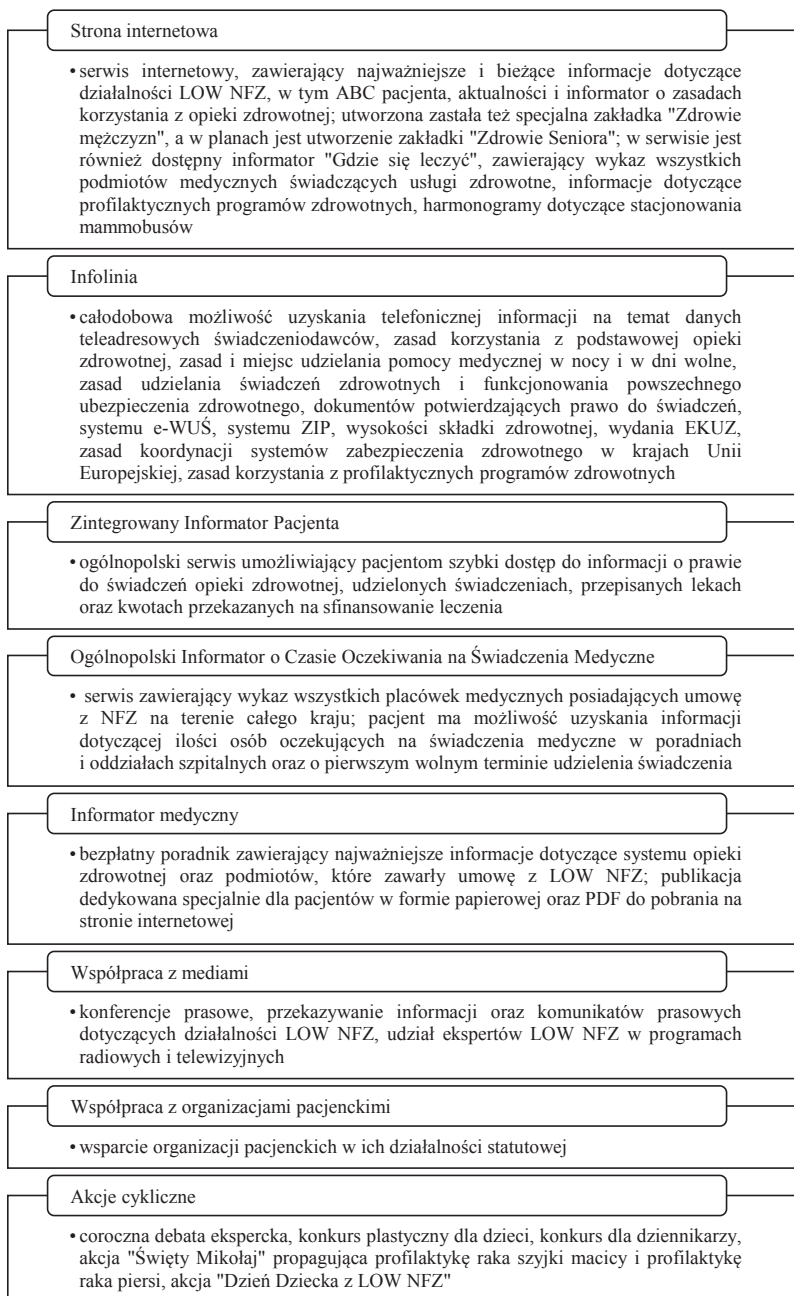 Strona internetowa
• serwis internetowy, zawierający najważniejsze i bieżące informacje dotyczące
działalności LOW NFZ, w tym ABC pacjenta, aktualności i informator o zasadach
korzystania z opieki zdrowotnej; utworzona zastała też specjalna zakładka "Zdrowie
mężczyzn", a w planach jest utworzenie zakładki "Zdrowie Seniora"; w serwisie jest
również dostępny informator "Gdzie się leczyć", zawierający wykaz wszystkich
podmiotów medycznych świadczących usługi zdrowotne, informacje dotyczące
profilaktycznych programów zdrowotnych, harmonogramy dotyczące stacjonowania
mammobusów
Infolinia
• całodobowa możliwość uzyskania telefonicznej informacji na temat danych
teleadresowych świadczeniodawców, zasad korzystania z podstawowej opieki
zdrowotnej, zasad i miejsc udzielania pomocy medycznej w nocy i w dni wolne,
zasad udzielania świadczeń zdrowotnych i funkcjonowania powszechnego
ubezpieczenia zdrowotnego, dokumentów potwierdzających prawo do świadczeń,
systemu e-WUŚ, systemu ZIP, wysokości składki zdrowotnej, wydania EKUZ,
zasad koordynacji systemów zabezpieczenia zdrowotnego w krajach Unii
Europejskiej, zasad korzystania z profilaktycznych programów zdrowotnych
Zintegrowany Informator Pacjenta
• ogólnopolski serwis umożliwiający pacjentom szybki dostęp do informacji o prawie
do świadczeń opieki zdrowotnej, udzielonych świadczeniach, przepisanych lekach
oraz kwotach przekazanych na sfinansowanie leczenia
Ogólnopolski Informator o Czasie Oczekiwania na Świadczenia Medyczne
• serwis zawierający wykaz wszystkich placówek medycznych posiadających umowę
z NFZ na terenie całego kraju; pacjent ma możliwość uzyskania informacji
dotyczącej ilości osób oczekujących na świadczenia medyczne w poradniach
i oddziałach szpitalnych oraz o pierwszym wolnym terminie udzielenia świadczenia
Informator medyczny
• bezpłatny poradnik zawierający najważniejsze informacje dotyczące systemu opieki
zdrowotnej oraz podmiotów, które zawarły umowę z LOW NFZ; publikacja
dedykowana specjalnie dla pacjentów w formie papierowej oraz PDF do pobrania na
stronie internetowej
Współpraca z mediami
• konferencje prasowe, przekazywanie informacji oraz komunikatów prasowych
dotyczących działalności LOW NFZ, udział ekspertów LOW NFZ w programach
radiowych i telewizyjnych
Współpraca z organizacjami pacjenckimi
• wsparcie organizacji pacjenckich w ich działalności statutowej
Akcje cykliczne
• coroczna debata ekspercka, konkurs plastyczny dla dzieci, konkurs dla dziennikarzy,
akcja "Święty Mikołaj" propagująca profilaktykę raka szyjki macicy i profilaktykę
raka piersi, akcja "Dzień Dziecka z LOW NFZ"